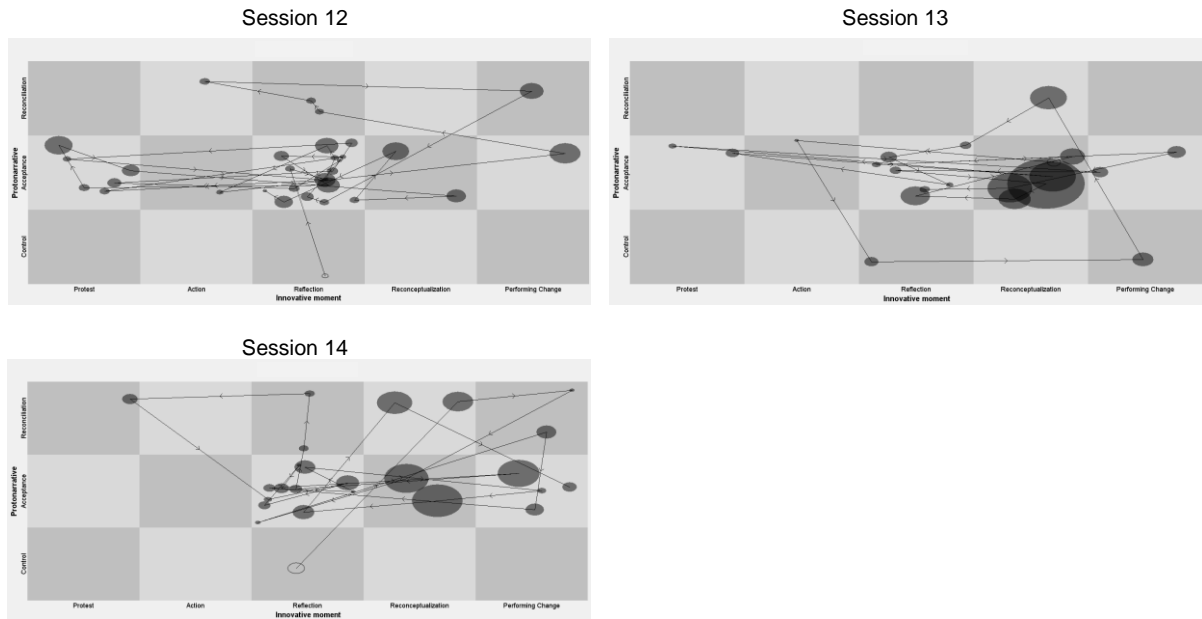 Session 12
Session 13
Protonarrative
Reconciliation
Acceptance
Control
Protest Action Reflection Reconceptualization Performing Change
Innovative moment
Protonarrative
Reconciliation
Acceptance
Control
Protest Action Reflection Reconceptualization Performing Change
Innovative moment
Session 14
Protonarrative
Reconciliation
Acceptance
Control
Protest Action Reflection Reconceptualization Performing Change
Innovative moment